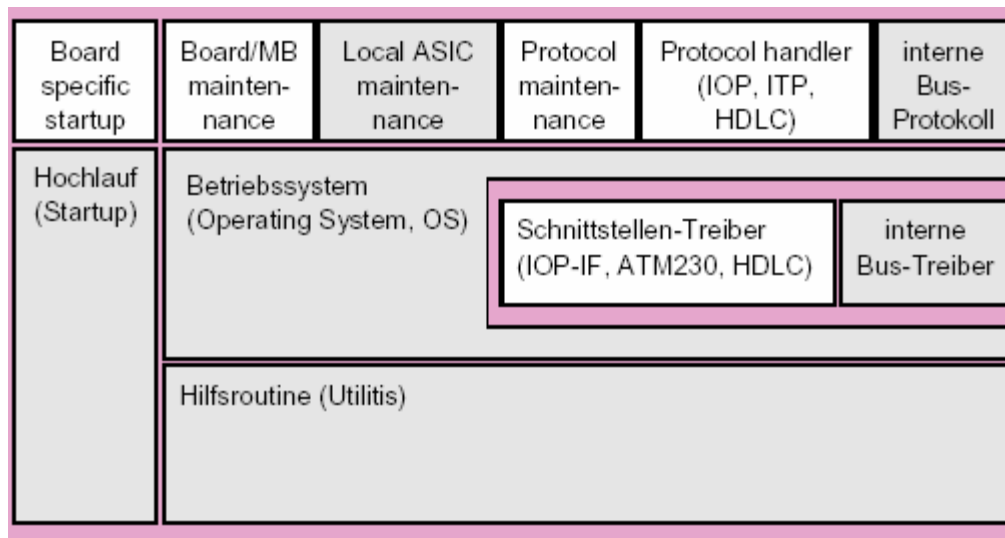 Board
specific
startup
Board/MB
mainten-
nance
Local ASIC
mainten-
nance
Protocol
mainten-
nance
Protocol handler
(IOP, ITP,
HDLC)
interne
Bus-
Protokoll
Hochlauf
(Startup)
Betriebssystem
(Operating System, OS)
Schnittstellen-Treiber
(IOP-IF, ATM230, HDLC)
interne
Bus-Treiber
Hilfsroutine (Utilitis)